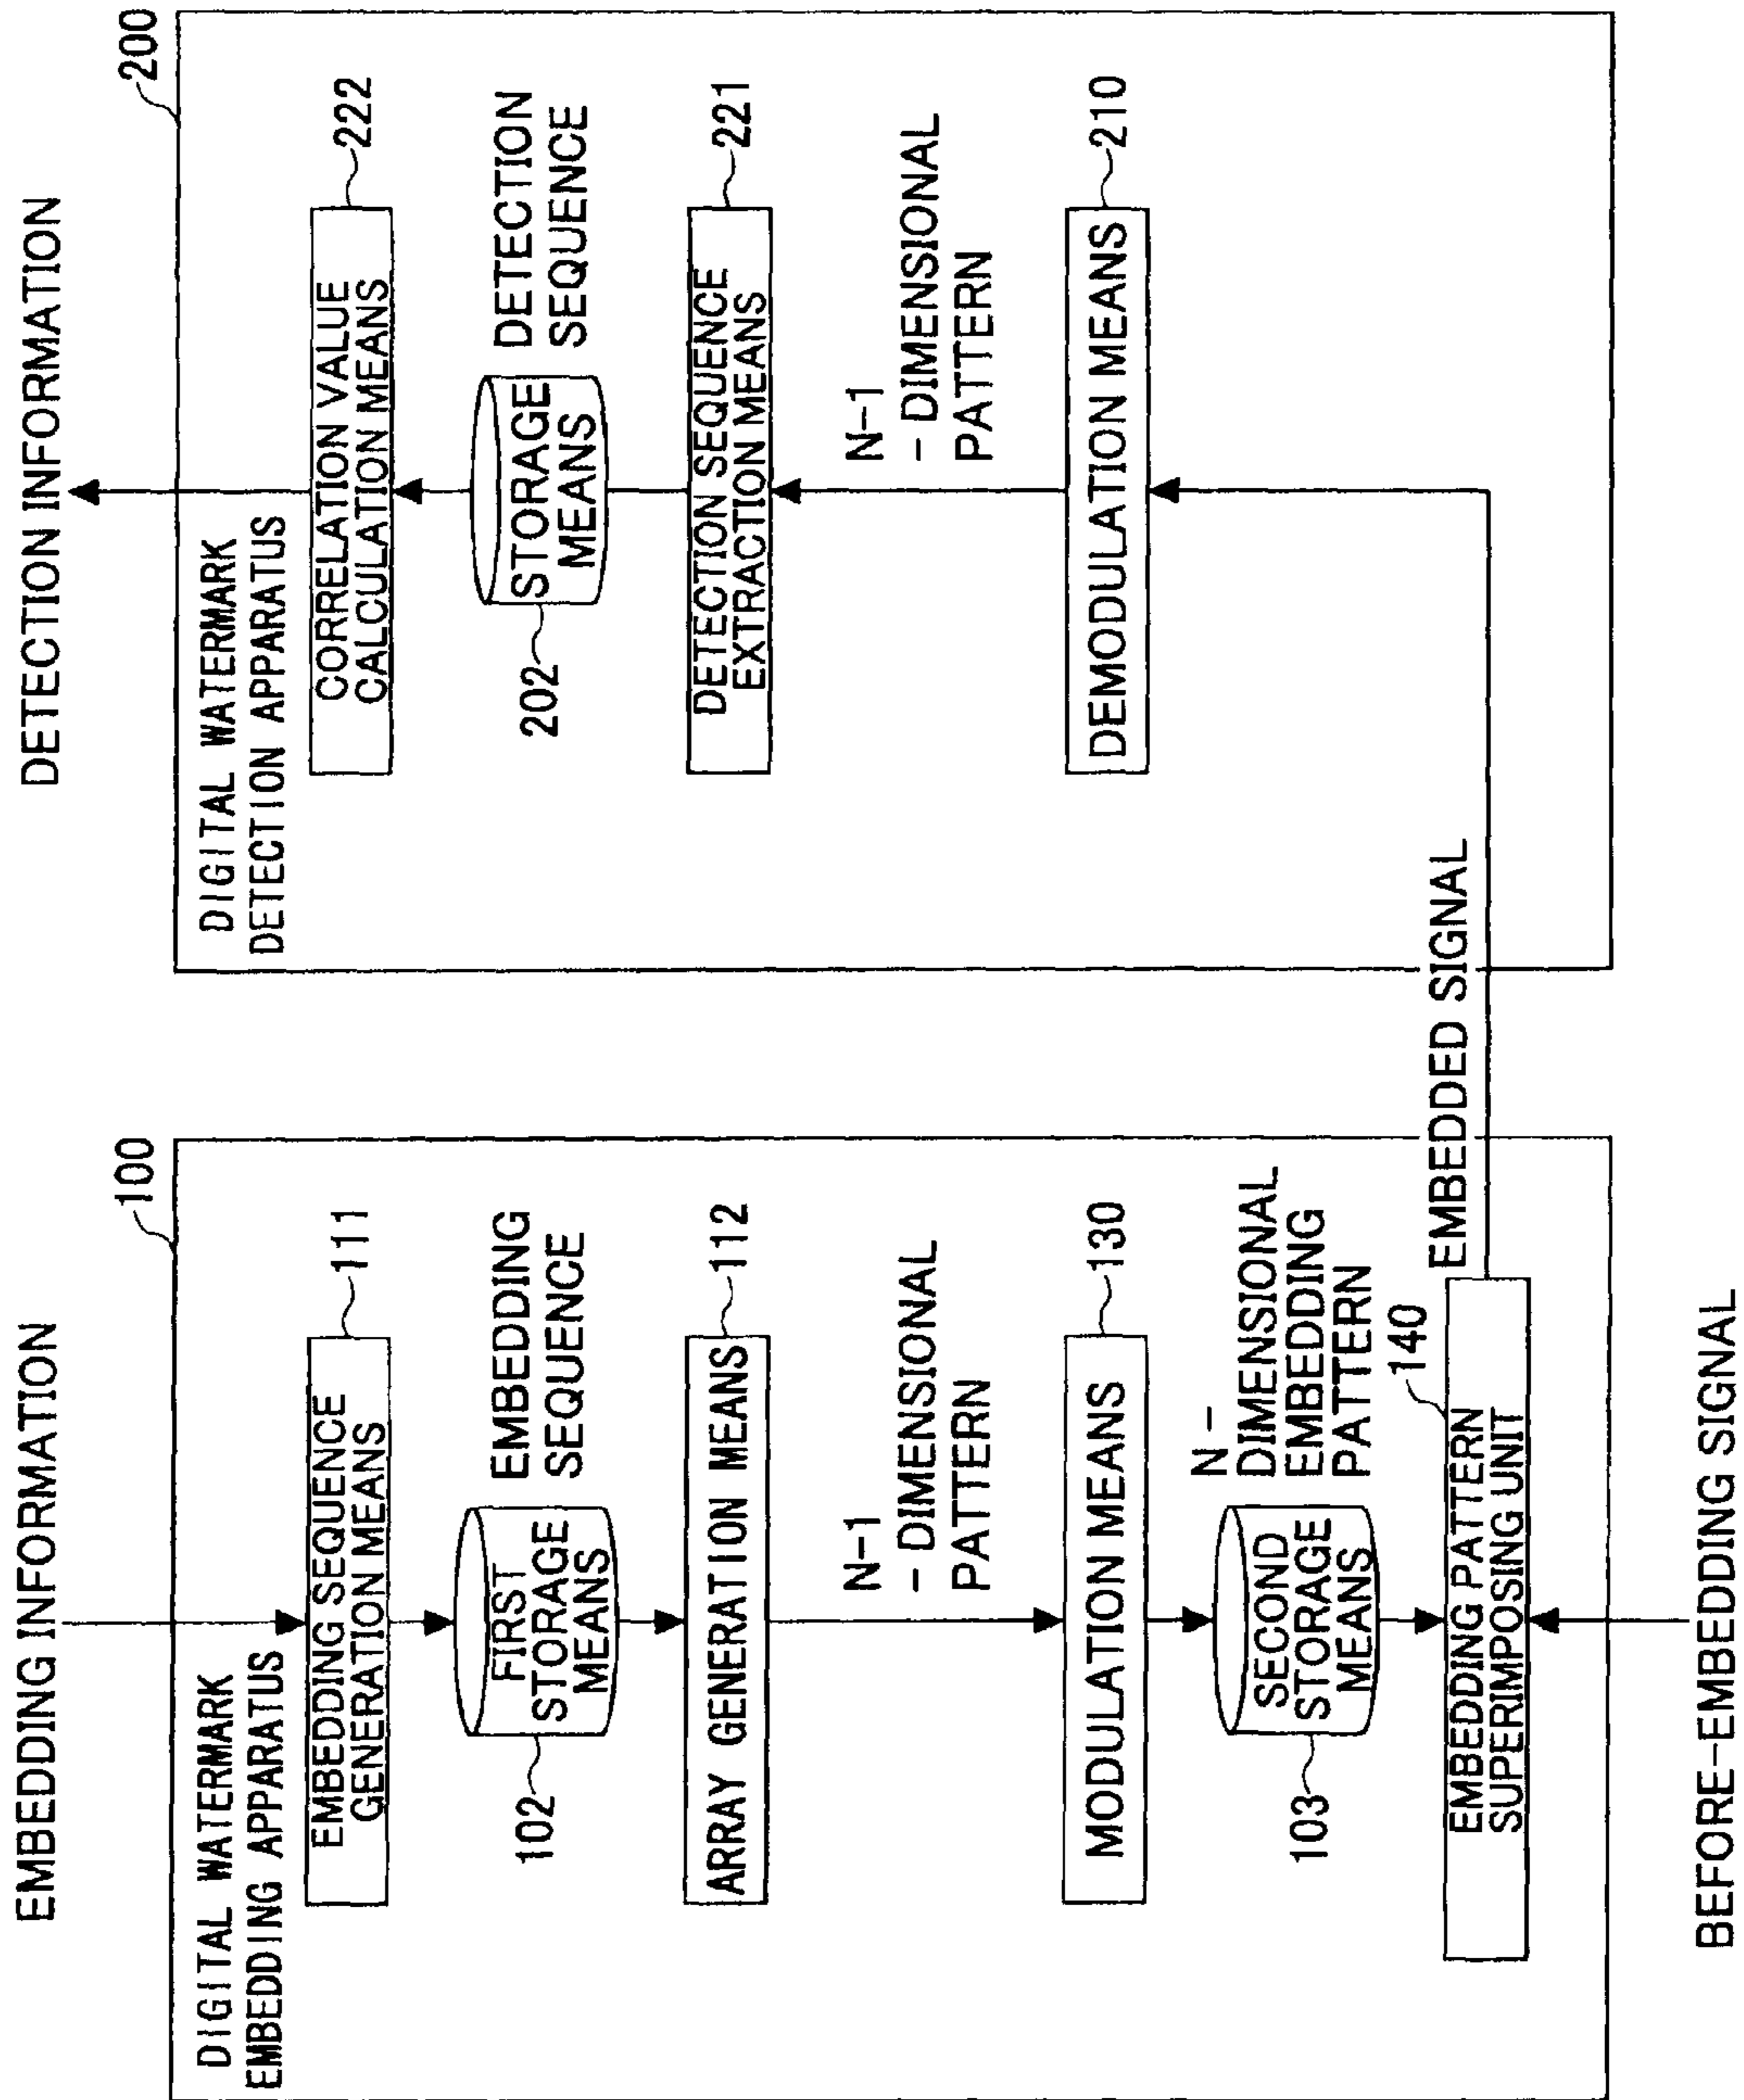 EMBEDDING INFORMATION
100
DIGITAL WATERMARK
EMBEDDING APPARATUS
EMBEDDING SEQUENCE
GENERATION MEANS
111
FIRST
STORAGE
MEANS
102
EMBEDDING
SEQUENCE
ARRAY GENERATION MEANS
112
N-1
- DIMENSIONAL
PATTERN
MODULATION MEANS
130
SECOND
STORAGE
MEANS
103
N -
DIMENSIONAL
EMBEDDING
PATTERN
140
EMBEDDING PATTERN
SUPERIMPOSING UNIT
BEFORE-EMBEDDING SIGNAL
EMBEDDED SIGNAL
DETECTION INFORMATION
200
DIGITAL WATERMARK
DETECTION APPARATUS
CORRELATION VALUE
CALCULATION MEANS
222
STORAGE
MEANS
202
DETECTION
SEQUENCE
DETECTION SEQUENCE
EXTRACTION MEANS
221
N-1
- DIMENSIONAL
PATTERN
DEMODULATION MEANS
210